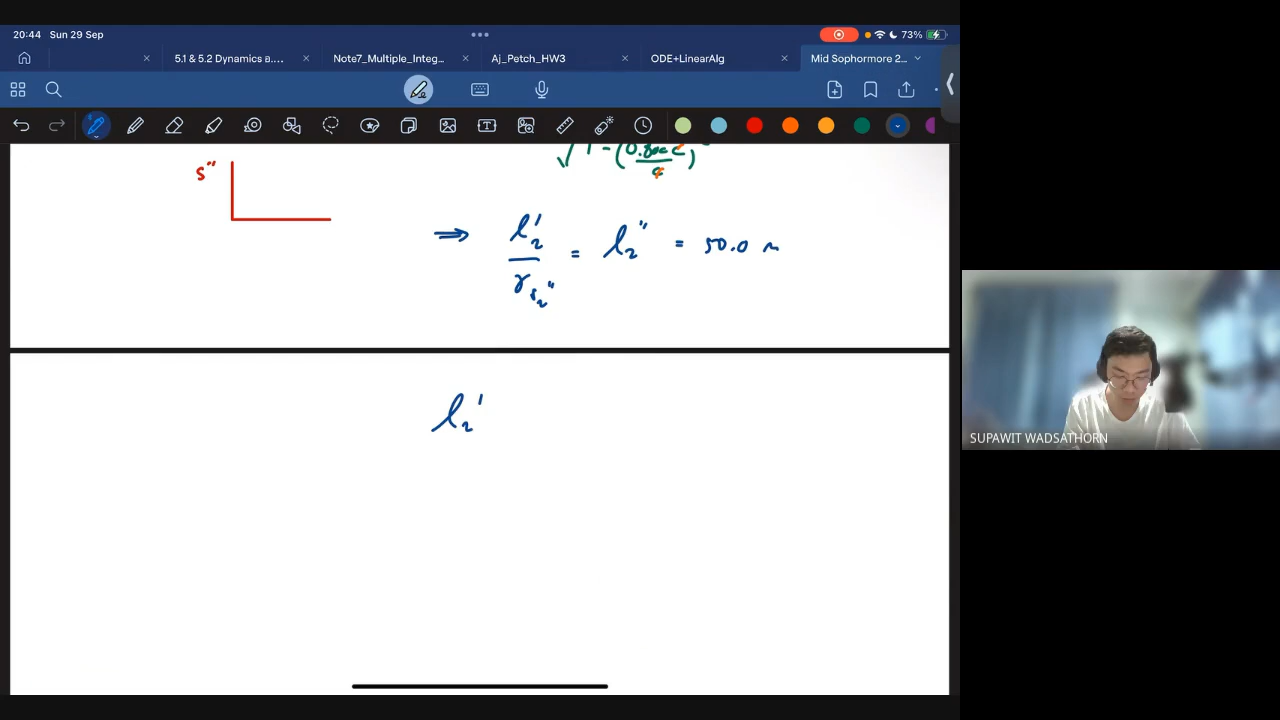 20:44 Sun 29 Sep
73%
5.1 & 5.2 Dynamics a....
Note7_Multiple_Integ...
Aj_Petch_HW3
ODE+LinearAlg
Mid Sophormore 2...
S''
⇒ l₂' / γ_{S₂''} = l₂'' = 50.0 m
l₂'
SUPAWIT WADSATHORN